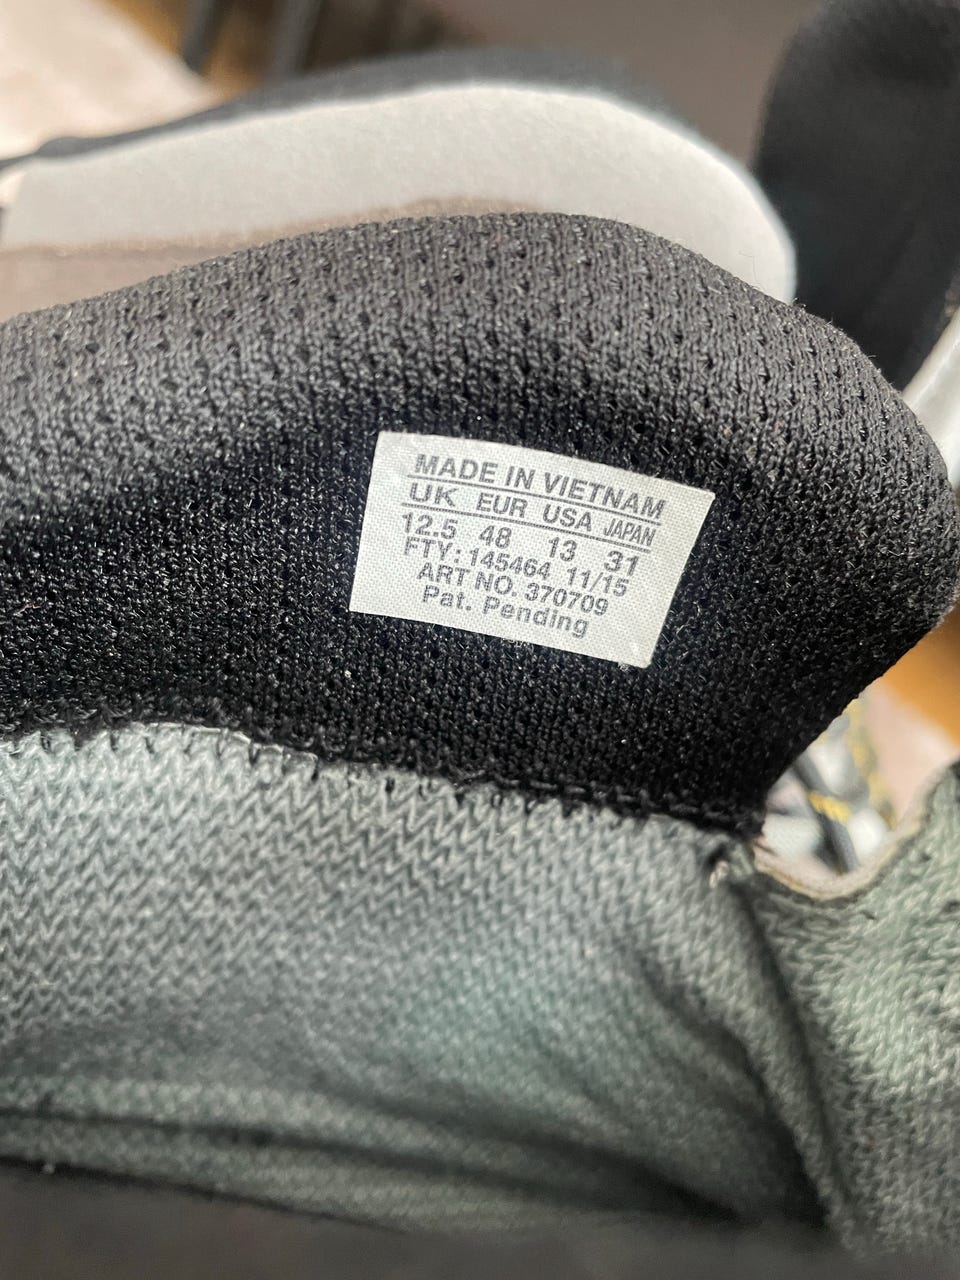 MADE IN VIETNAM
UK EUR USA JAPAN
12.5 48 13 31
FTY: 145464 11/15
ART NO. 370709
Pat. Pending